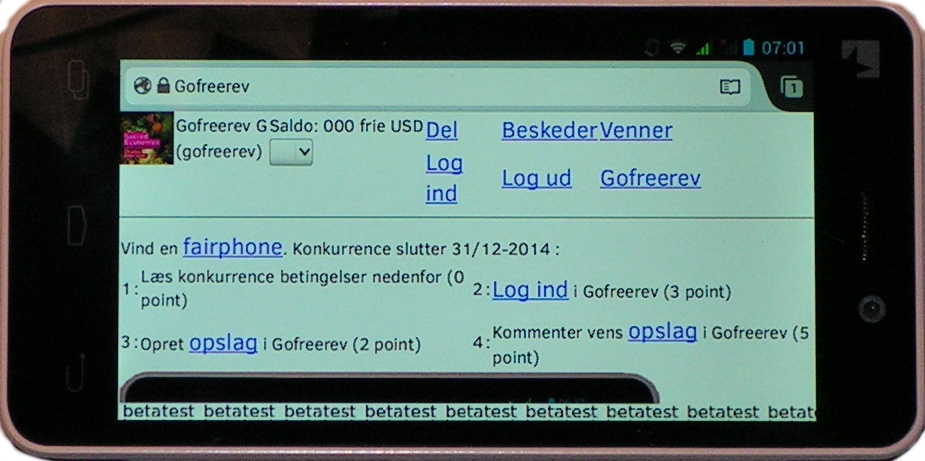 07:01
Gofreerev
1
Gofreerev G Saldo: 000 frie USD Del Beskeder Venner
(gofreerev)
Log ind Log ud Gofreerev
Vind en fairphone. Konkurrence slutter 31/12-2014 :
1: Læs konkurrence betingelser nedenfor (0 point)
2: Log ind i Gofreerev (3 point)
3: Opret opslag i Gofreerev (2 point)
4: Kommenter vens opslag i Gofreerev (5 point)
betatest betatest betatest betatest betatest betatest betatest betatest betat